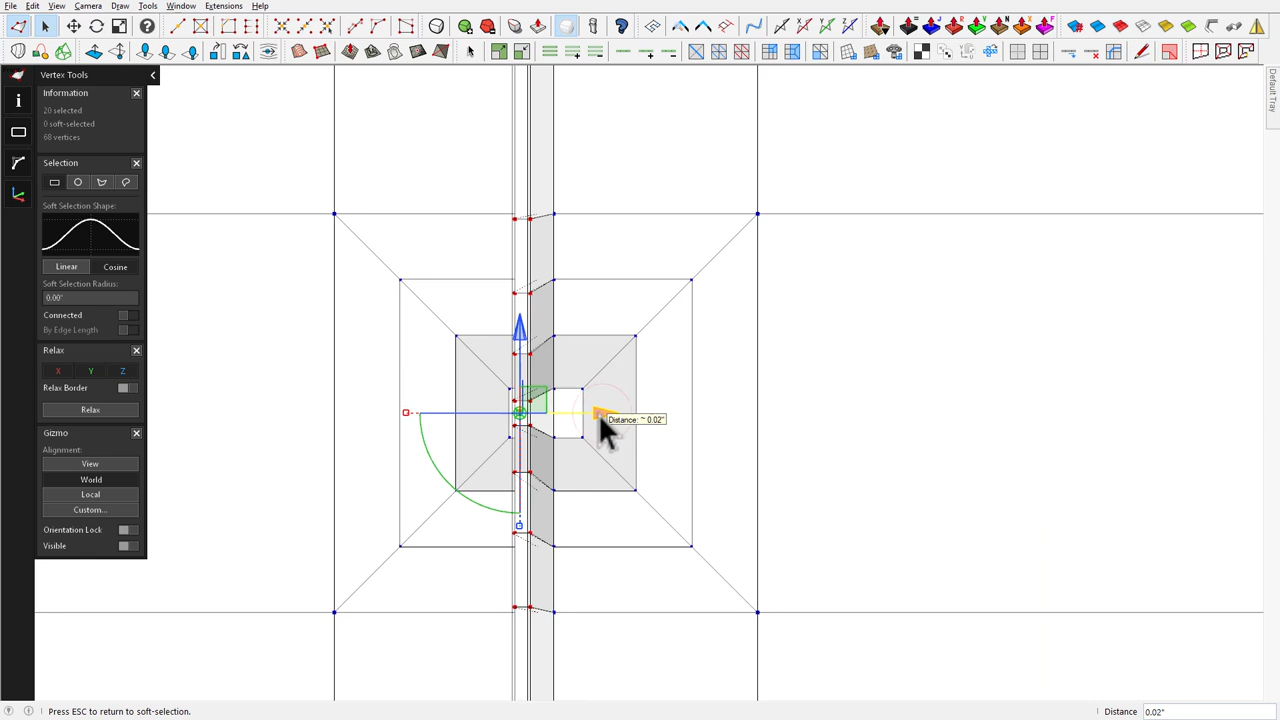 File Edit View Camera Draw Tools Window Extensions Help
Vertex Tools
Information
20 selected
0 soft-selected
68 vertices
Selection
Soft Selection Shape:
Linear Cosine
Soft Selection Radius:
0.00"
Connected
By Edge Length
Relax
X Y Z
Relax Border
Relax
Gizmo
Alignment:
View
World
Local
Custom...
Orientation Lock
Visible
Distance: ~ 0.02"
Default Tray
Press ESC to return to soft-selection.
Distance 0.02"